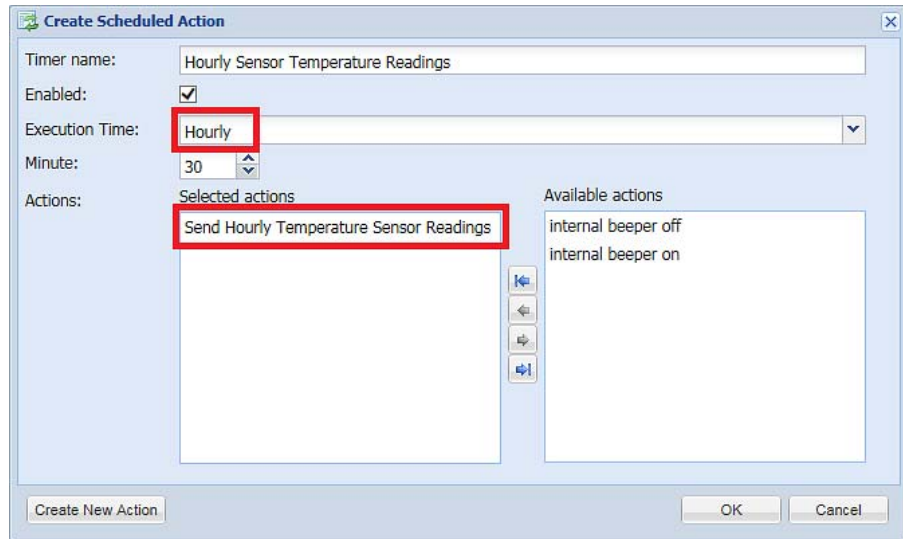 Create Scheduled Action
Timer name: Hourly Sensor Temperature Readings
Enabled:
Execution Time: Hourly
Minute: 30
Actions: Selected actions Available actions
Send Hourly Temperature Sensor Readings internal beeper off
internal beeper on
Create New Action OK Cancel